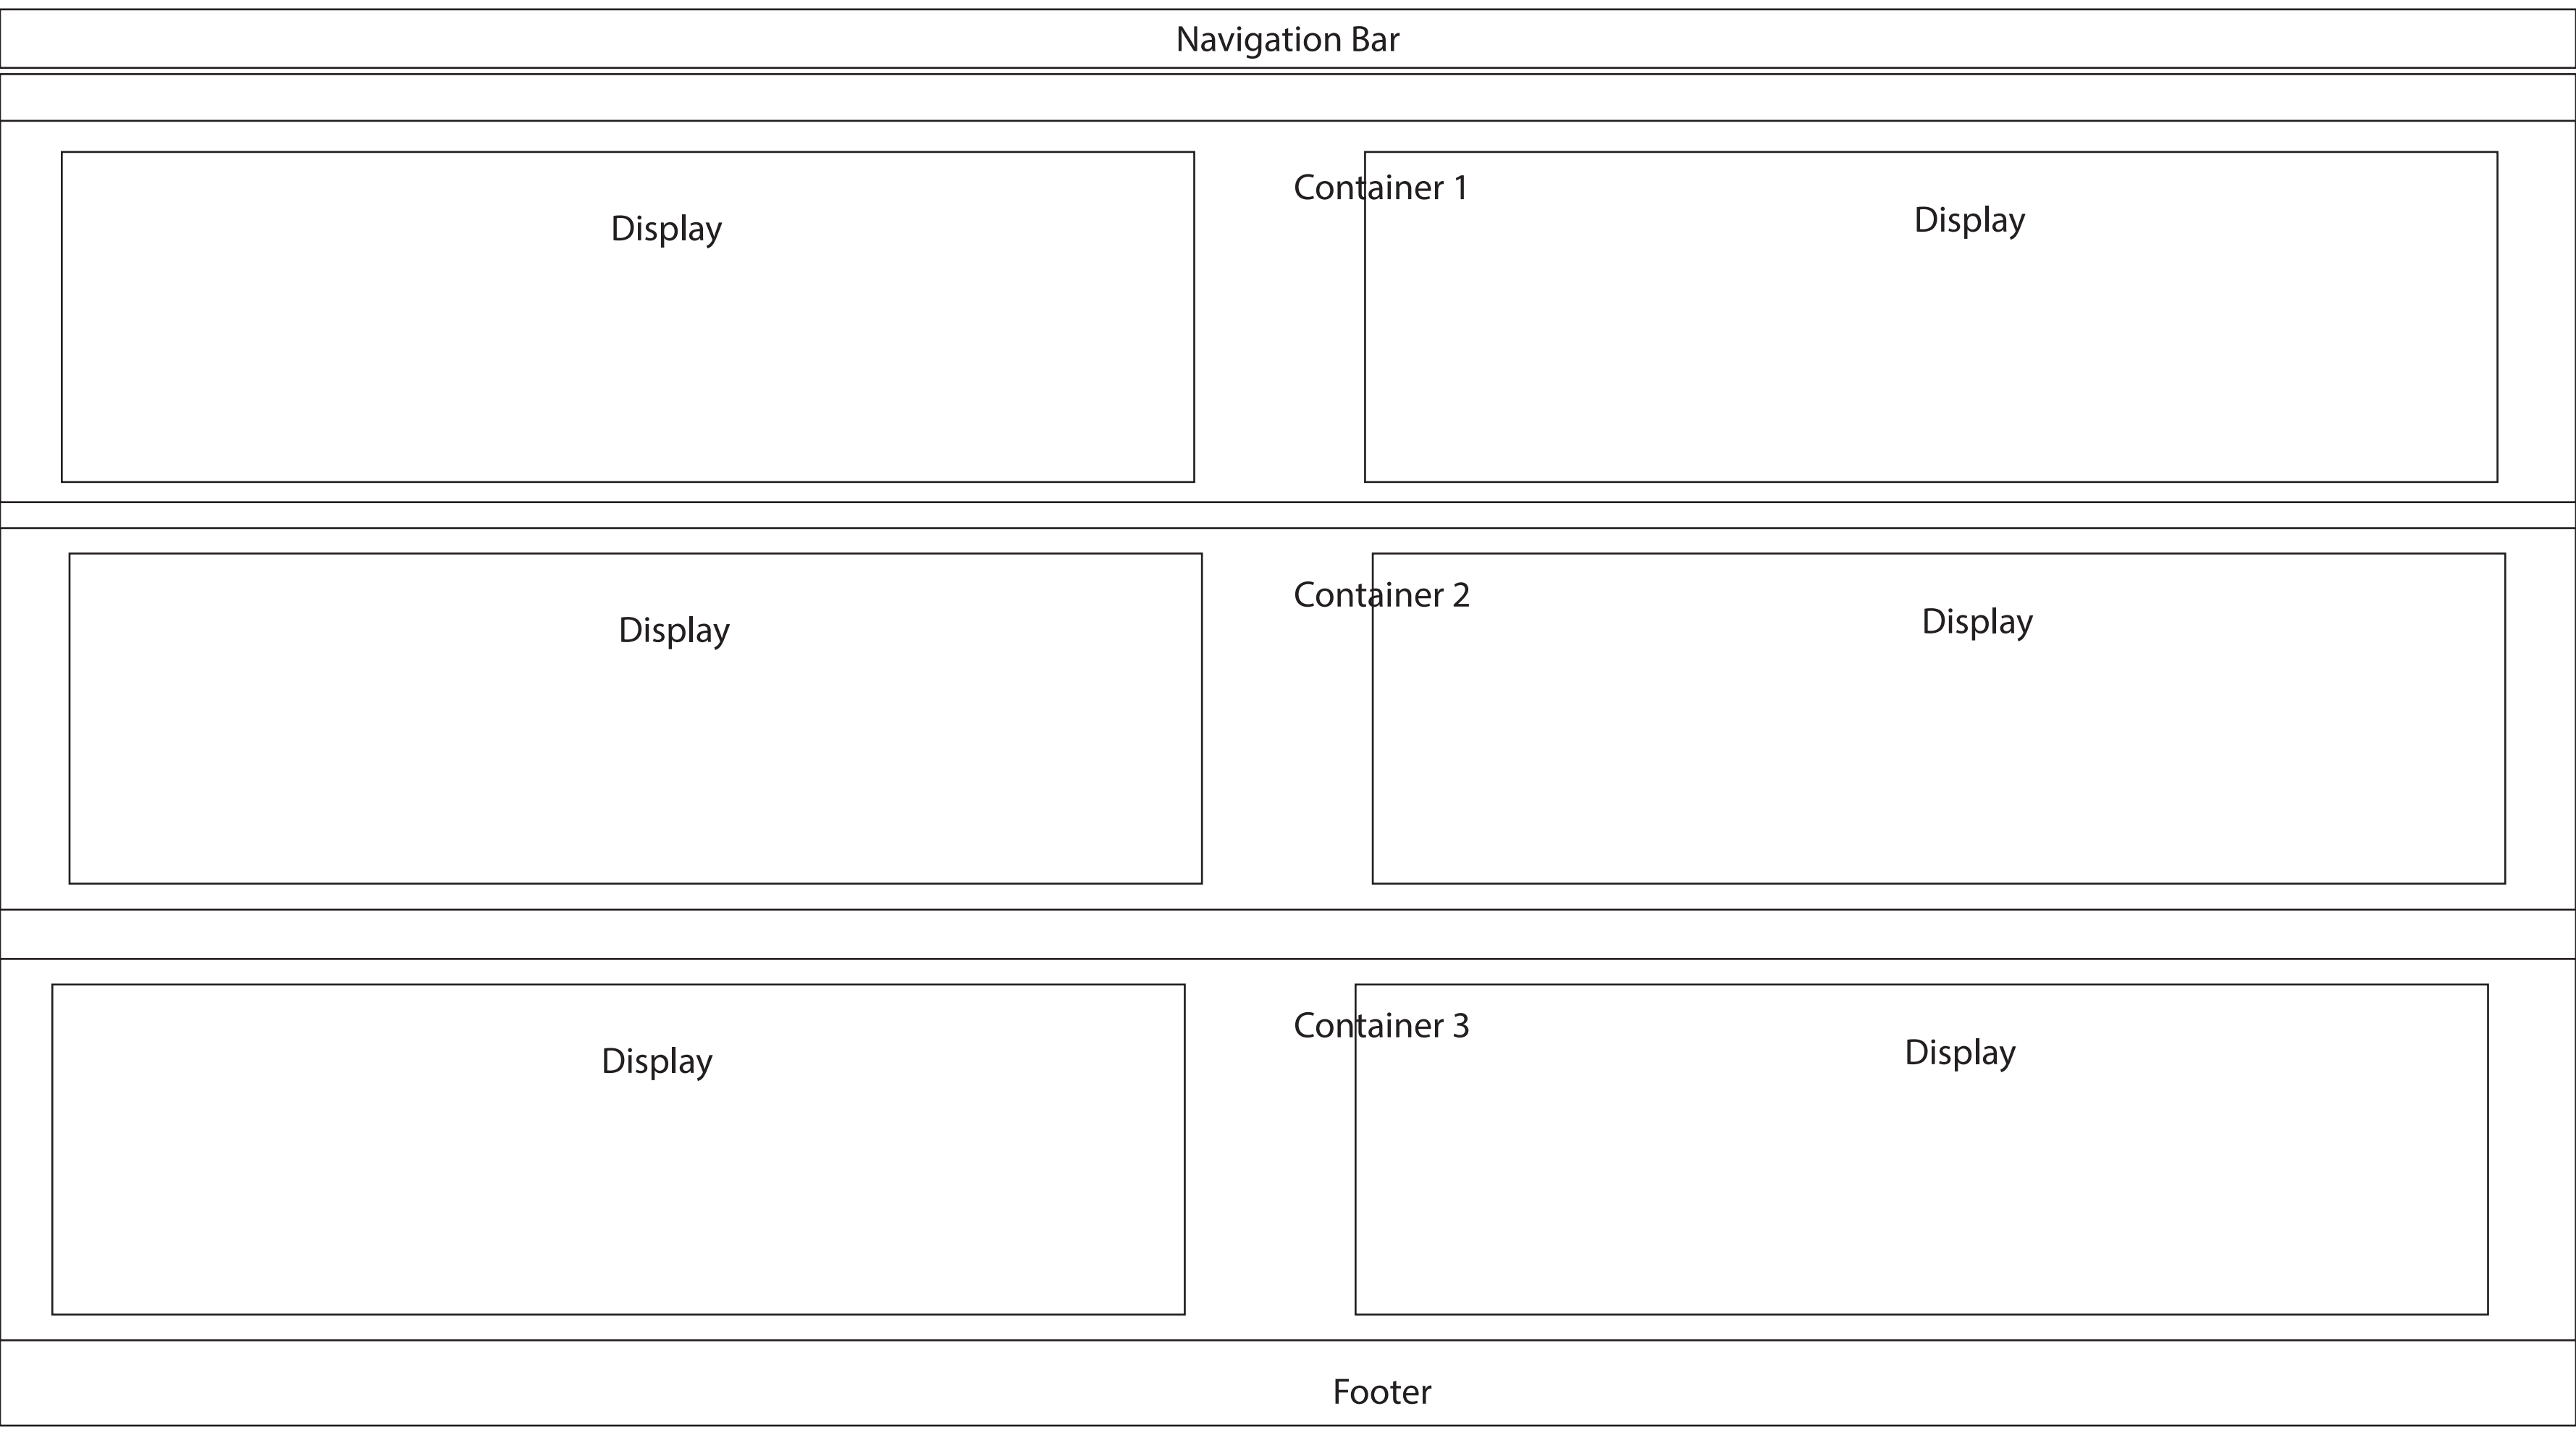 Navigation Bar
Container 1
Display
Display
Container 2
Display
Display
Container 3
Display
Display
Footer